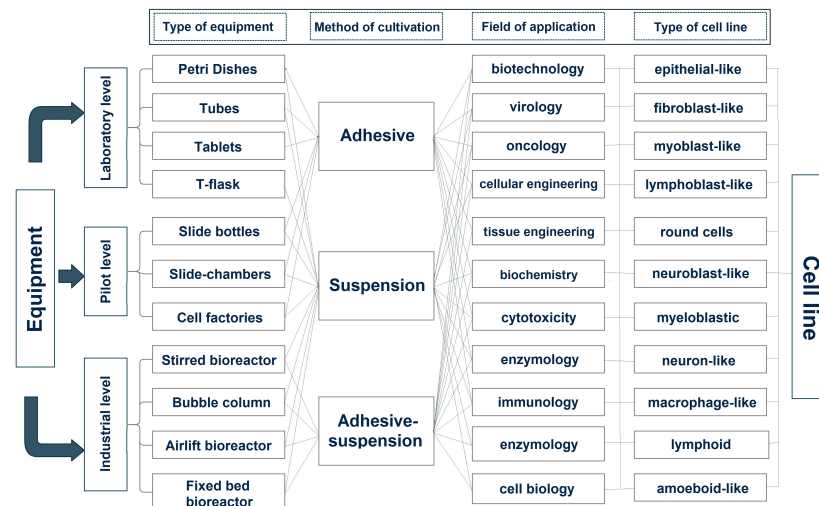 Type of equipment
Method of cultivation
Field of application
Type of cell line
Equipment
Laboratory level
Pilot level
Industrial level
Petri Dishes
Tubes
Tablets
T-flask
Slide bottles
Slide-chambers
Cell factories
Stirred bioreactor
Bubble column
Airlift bioreactor
Fixed bed
bioreactor
Adhesive
Suspension
Adhesive-
suspension
biotechnology
virology
oncology
cellular engineering
tissue engineering
biochemistry
cytotoxicity
enzymology
immunology
enzymology
cell biology
epithelial-like
fibroblast-like
myoblast-like
lymphoblast-like
round cells
neuroblast-like
myeloblastic
neuron-like
macrophage-like
lymphoid
amoeboid-like
Cell line